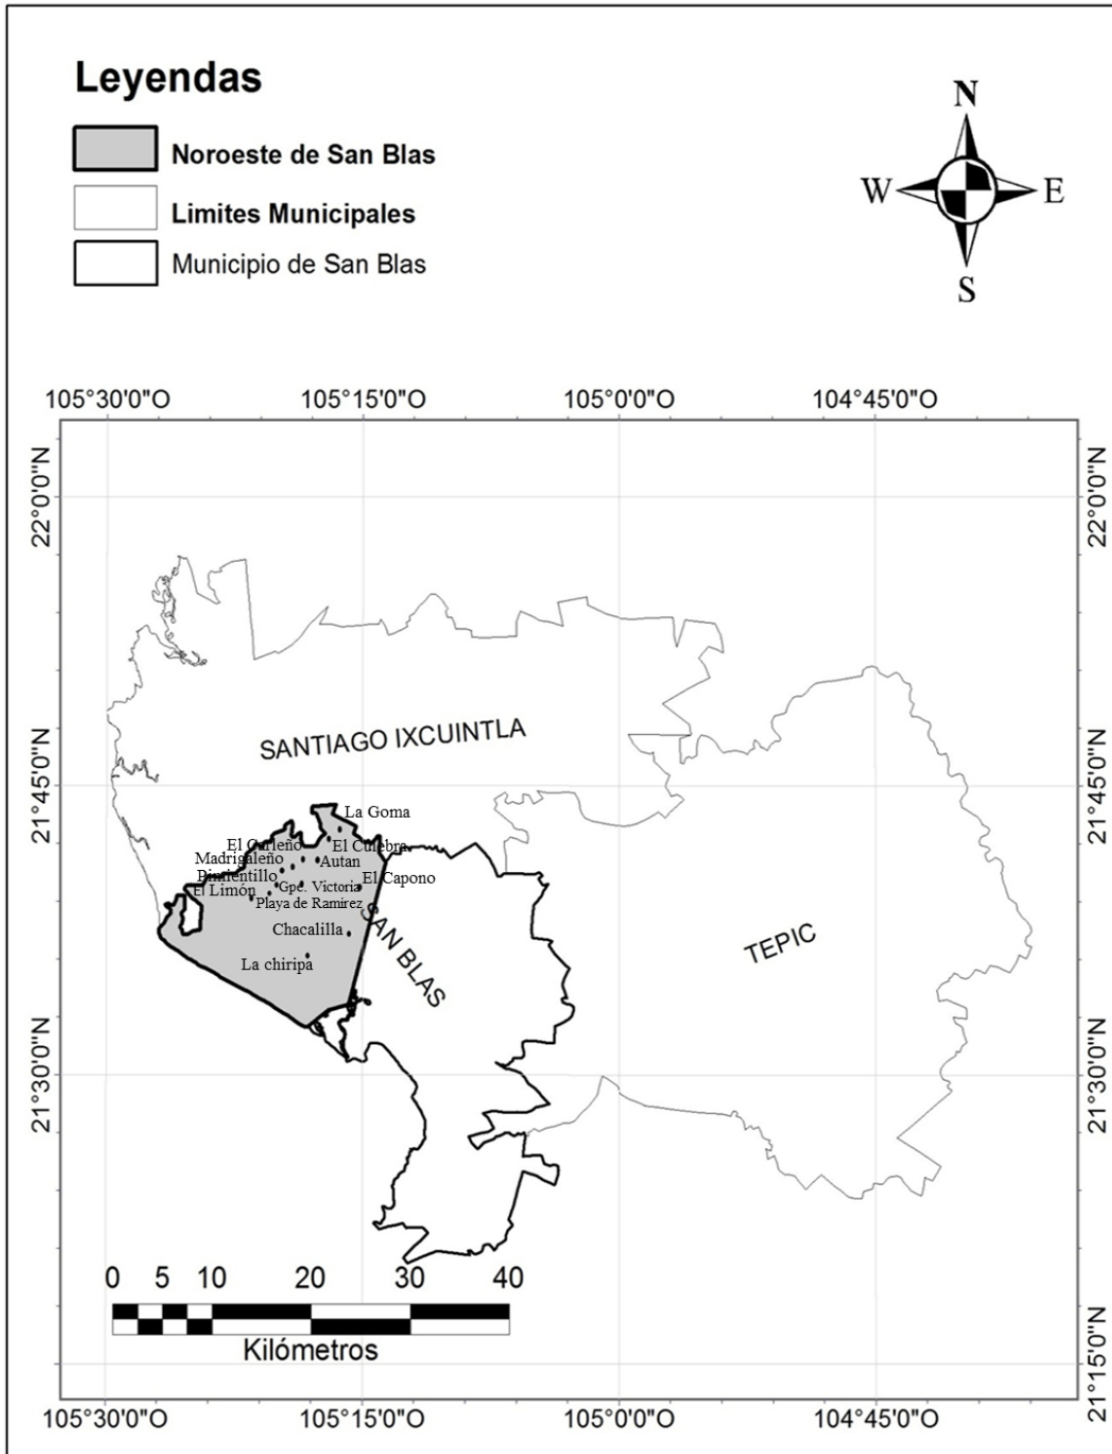 Leyendas
Noroeste de San Blas
Limites Municipales
Municipio de San Blas
N
W
E
S
105°30'0"O
105°15'0"O
105°0'0"O
104°45'0"O
22°0'0"N
22°0'0"N
SANTIAGO IXCUINTLA
21°45'0"N
21°45'0"N
La Goma
El Carleño
El Culebra
Madrigaleño
Autan
Pimientillo
El Capono
El Limón
Gpe. Victoria
Playa de Ramirez
SAN BLAS
Chacalilla
TEPIC
La chiripa
21°30'0"N
21°30'0"N
0 5 10 20 30 40
Kilómetros
21°15'0"N
105°30'0"O
105°15'0"O
105°0'0"O
104°45'0"O